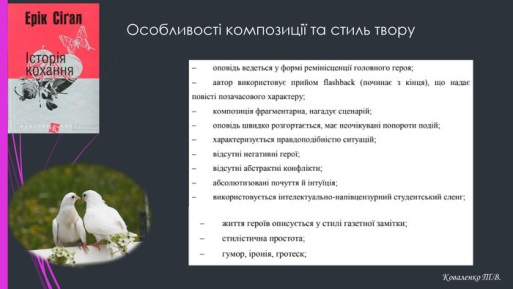 Особливості композиції та стиль твору
Ерік Сіґал
Історія
кохання
– оповідь ведеться у формі ремінісценції головного героя;
– автор використовує прийом flashback (починає з кінця), що надає
повісті позачасового характеру;
– композиція фрагментарна, нагадує сценарій;
– оповідь швидко розгортається, має неочікувані повороти подій;
– характеризується правдоподібністю ситуацій;
– відсутні негативні герої;
– відсутні абстрактні конфлікти;
– абсолютизовані почуття й інтуїція;
– використовується інтелектуально-напівцензурний студентський сленг;
– життя героїв описується у стилі газетної замітки;
– стилістична простота;
– гумор, іронія, гротеск;
Коваленко Т.В.